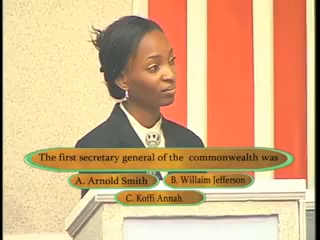 The first secretary general of the commonwealth was
A. Arnold Smith B. Willaim Jefferson
C. Koffi Annah